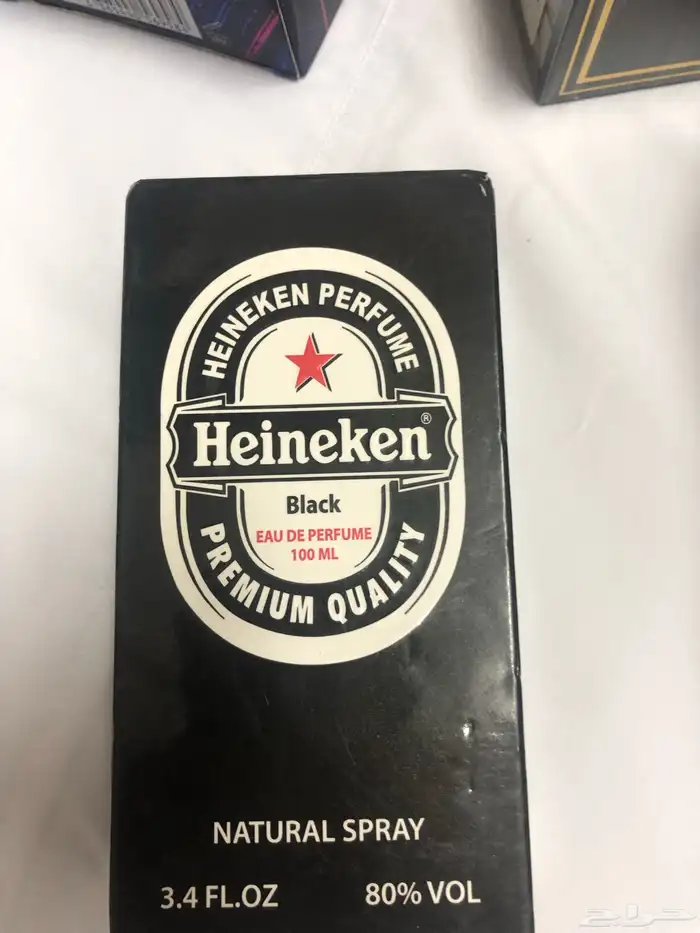 HEINEKEN PERFUME
Heineken®
Black
EAU DE PERFUME
100 ML
PREMIUM QUALITY
NATURAL SPRAY
3.4 FL.OZ 80% VOL
حراج